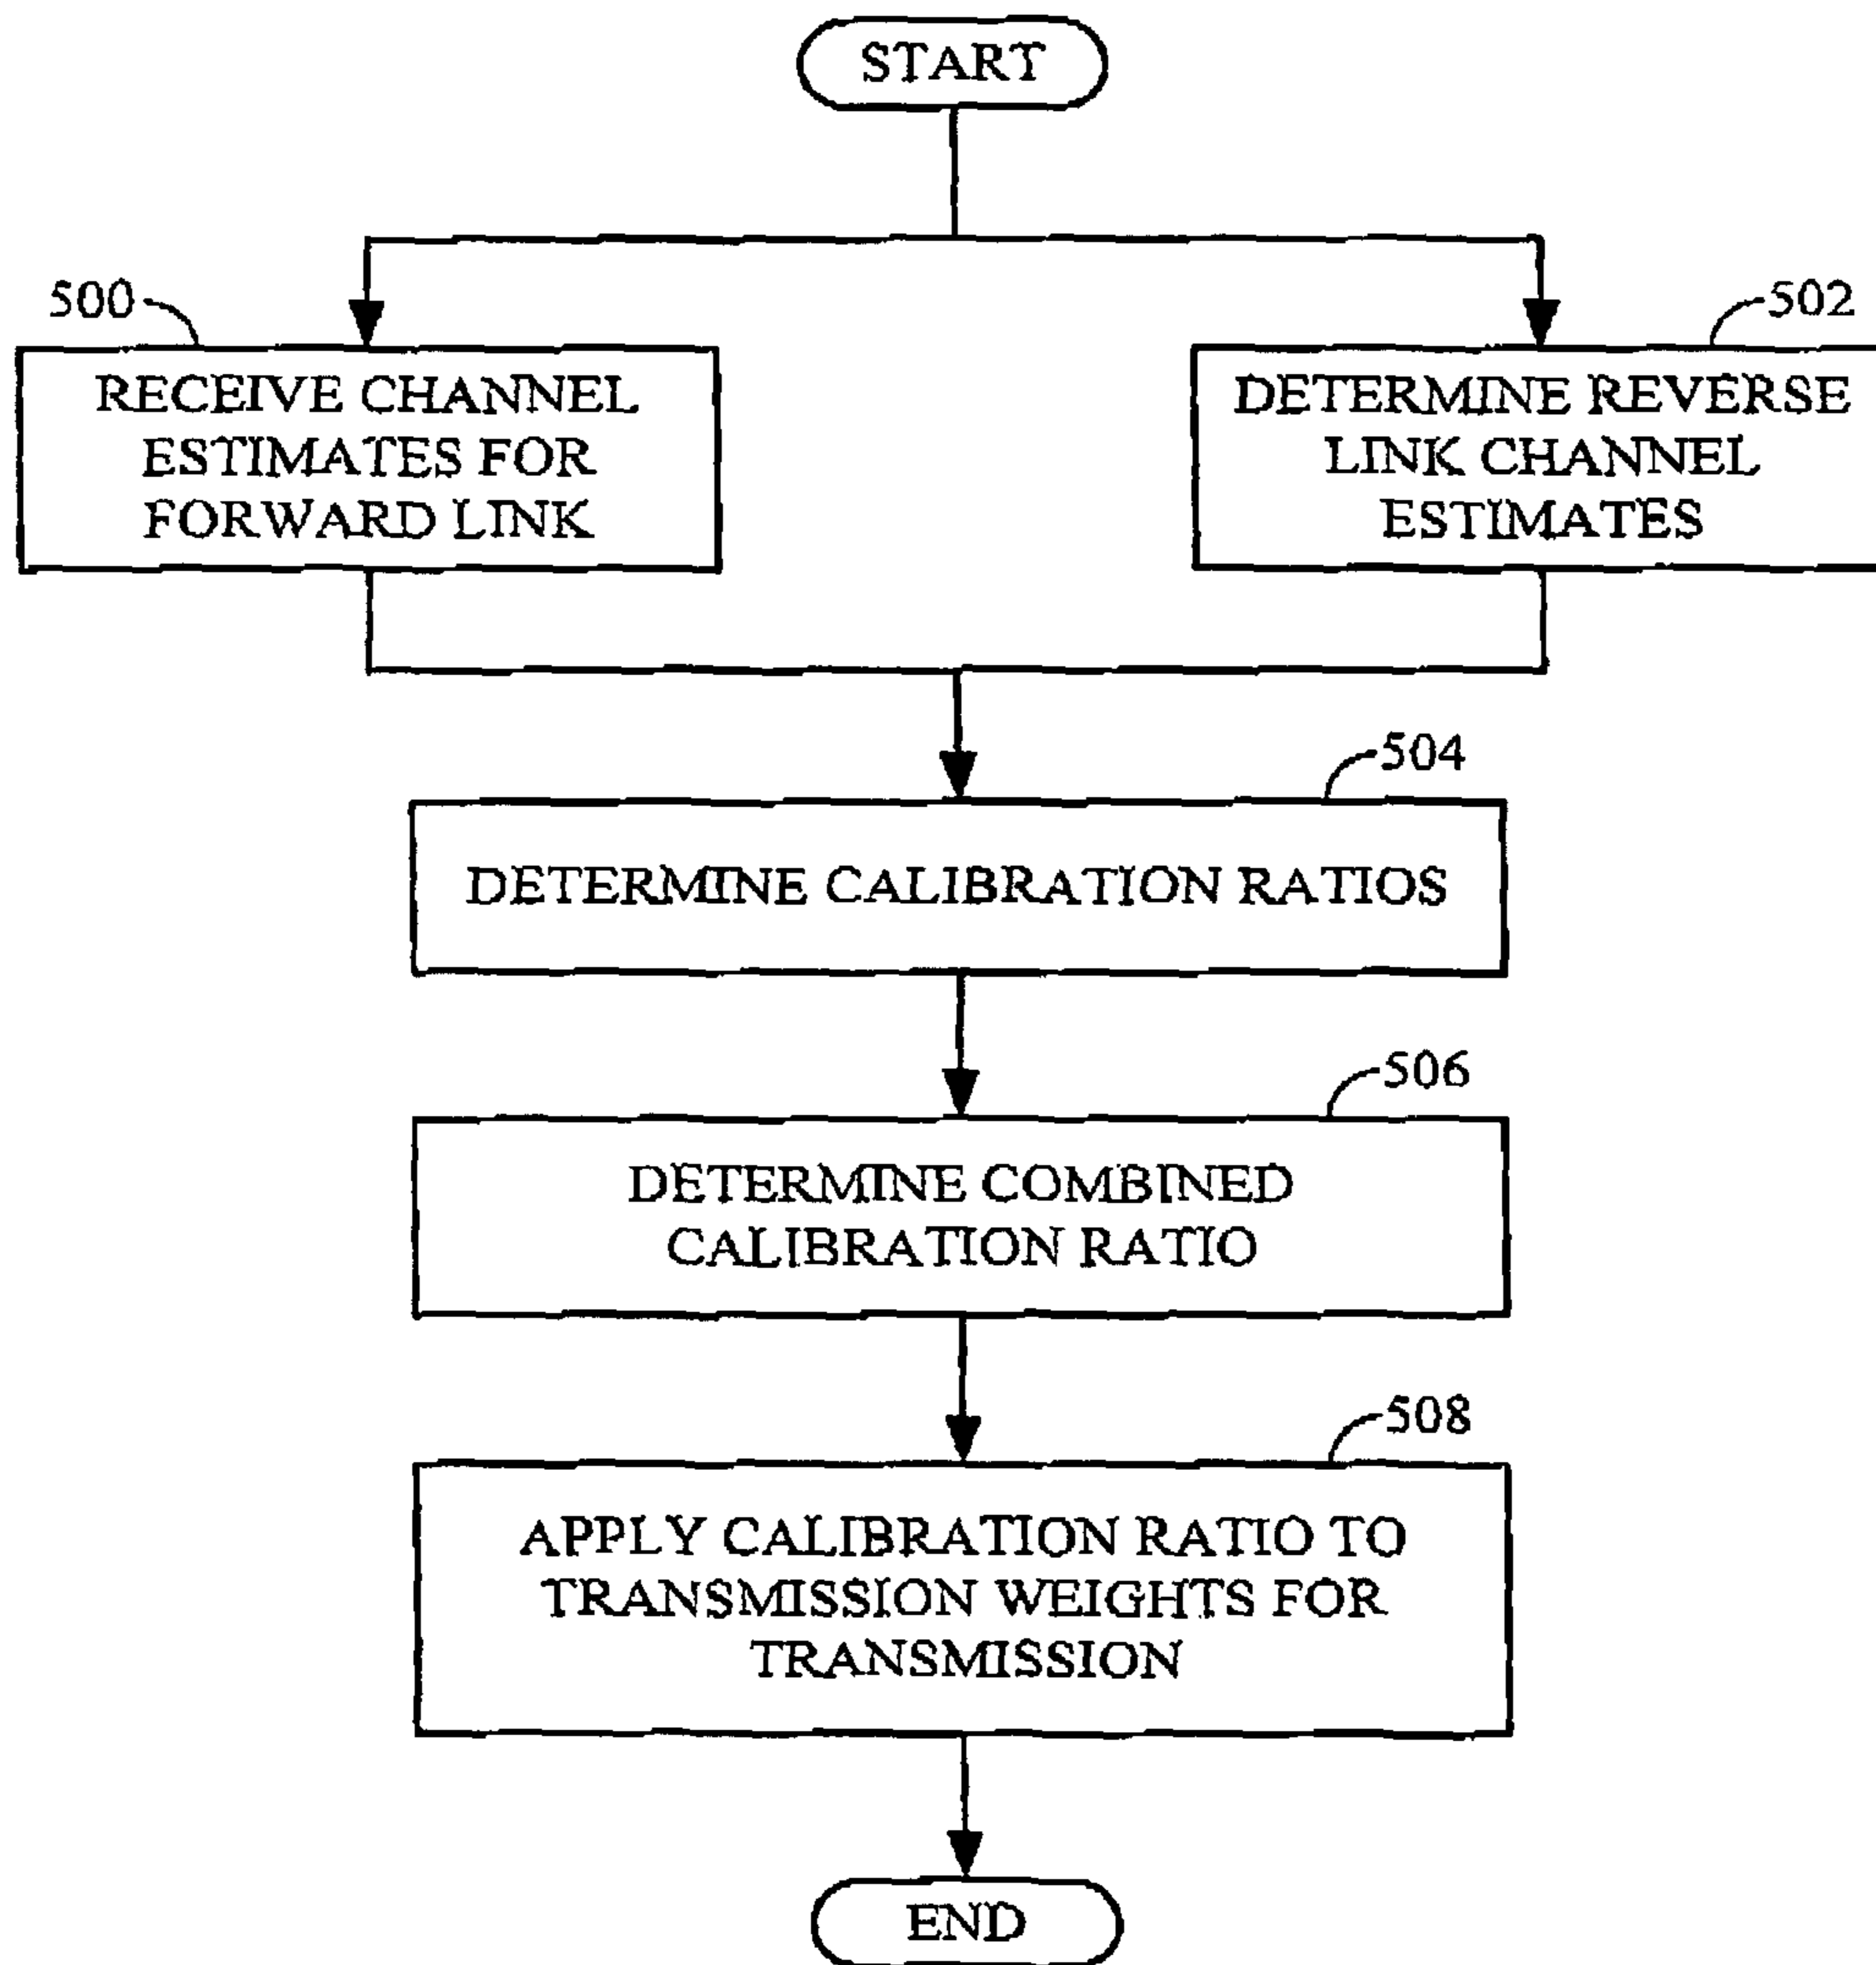 START
500
RECEIVE CHANNEL
ESTIMATES FOR
FORWARD LINK
502
DETERMINE REVERSE
LINK CHANNEL
ESTIMATES
504
DETERMINE CALIBRATION RATIOS
506
DETERMINE COMBINED
CALIBRATION RATIO
508
APPLY CALIBRATION RATIO TO
TRANSMISSION WEIGHTS FOR
TRANSMISSION
END